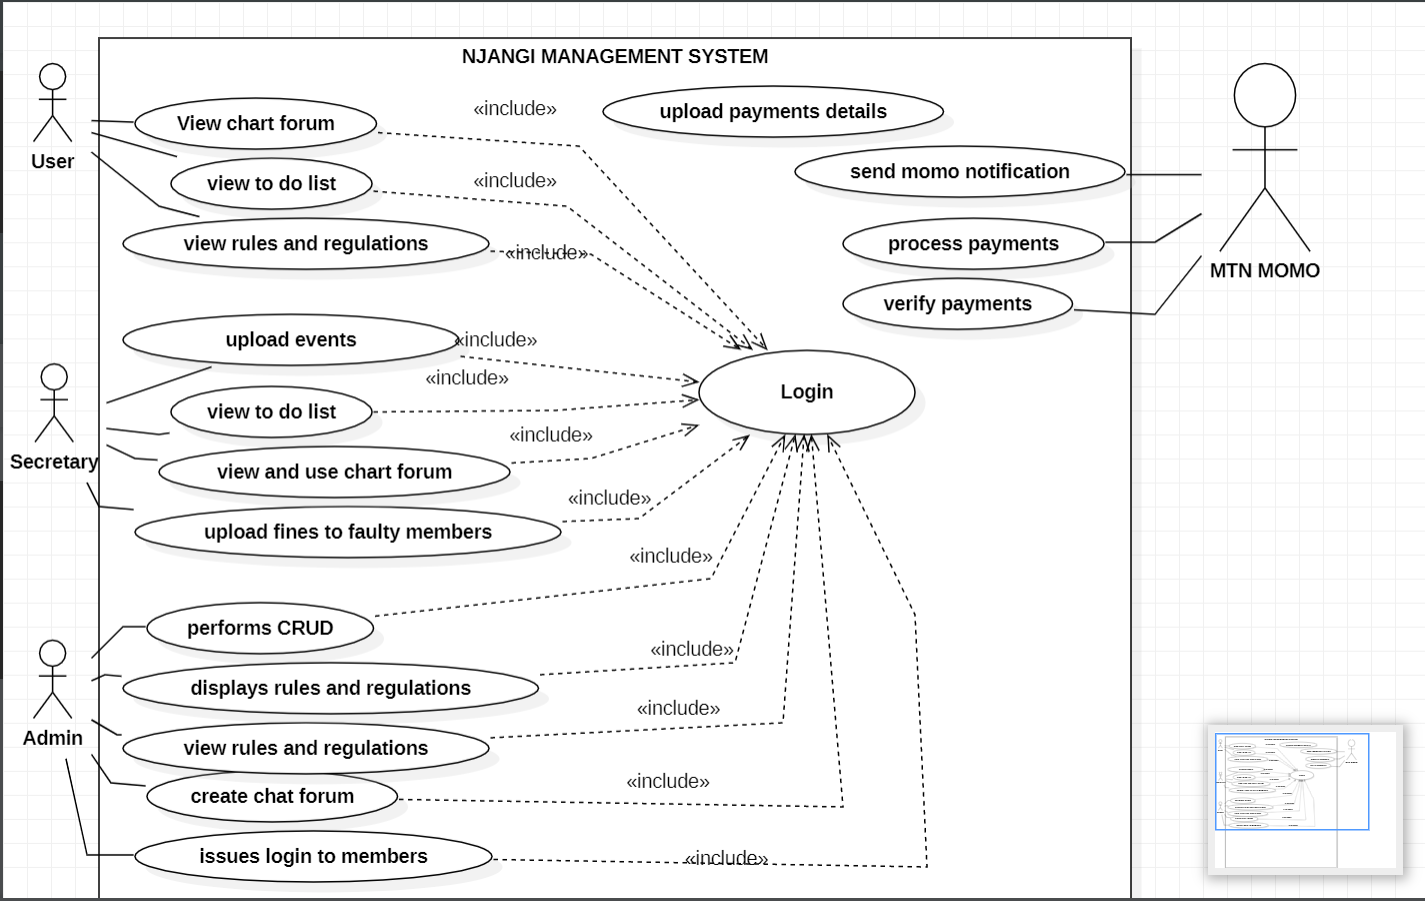 NJANGI MANAGEMENT SYSTEM
View chart forum
«include»
upload payments details
User
view to do list
«include»
send momo notification
view rules and regulations
«include»
process payments
MTN MOMO
verify payments
upload events
«include»
«include»
Login
view to do list
Secretary
view and use chart forum
«include»
upload fines to faulty members
«include»
«include»
performs CRUD
«include»
displays rules and regulations
«include»
Admin
view rules and regulations
«include»
create chat forum
issues login to members
«include»